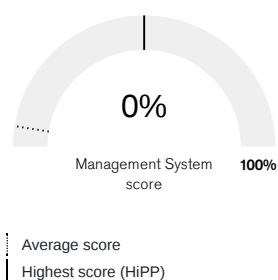 0%
Management System 100%
score
Average score
Highest score (HiPP)